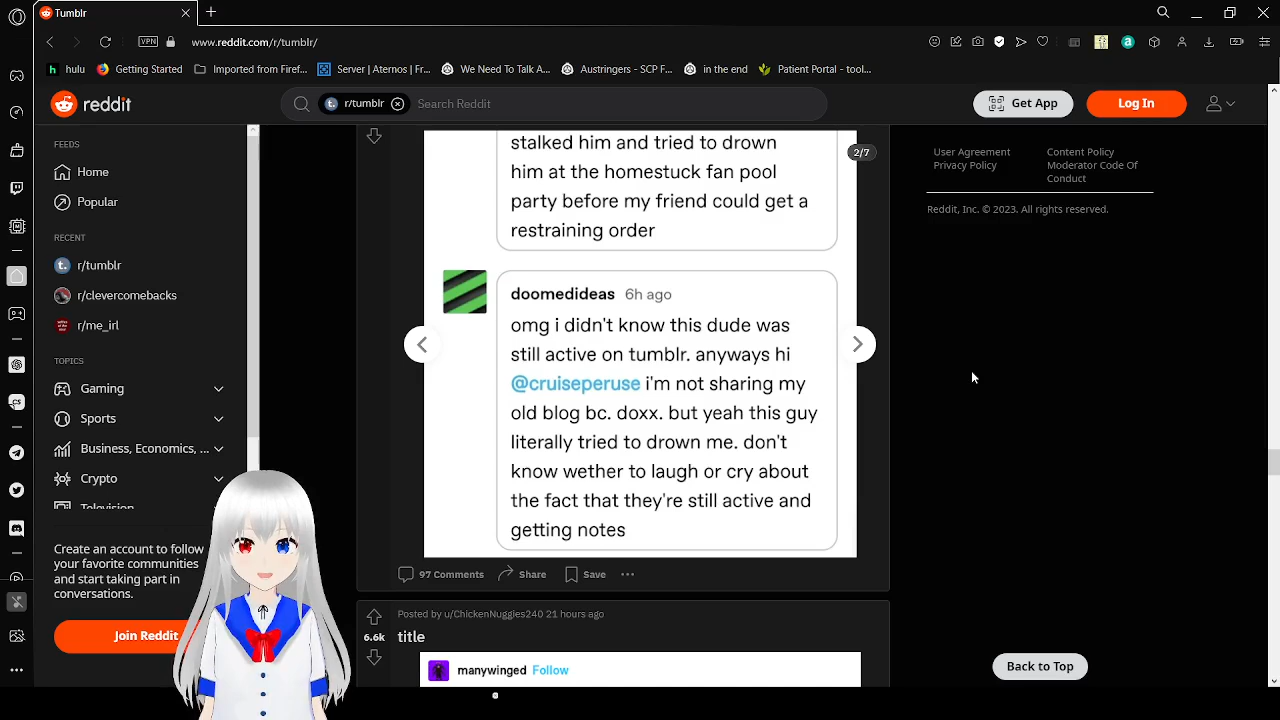 Tumblr
VPN
www.reddit.com/r/tumblr/
hulu
Getting Started
Imported from Firef...
Server | Aternos | Fr...
We Need To Talk A...
Austringers - SCP F...
in the end
Patient Portal - tool...
reddit
r/tumblr
Search Reddit
Get App
Log In
FEEDS
Home
Popular
RECENT
r/tumblr
r/clevercomebacks
r/me_irl
TOPICS
Gaming
Sports
Business, Economics, ...
Crypto
Television
Create an account to follow
your favorite communities
and start taking part in
conversations.
Join Reddit
stalked him and tried to drown
him at the homestuck fan pool
party before my friend could get a
restraining order
2/7
doomedideas 6h ago
omg i didn't know this dude was
still active on tumblr. anyways hi
@cruiseperuse i'm not sharing my
old blog bc. doxx. but yeah this guy
literally tried to drown me. don't
know wether to laugh or cry about
the fact that they're still active and
getting notes
97 Comments
Share
Save
Posted by u/ChickenNuggies240 21 hours ago
6.6k
title
manywinged Follow
User Agreement
Privacy Policy
Content Policy
Moderator Code Of
Conduct
Reddit, Inc. © 2023. All rights reserved.
Back to Top